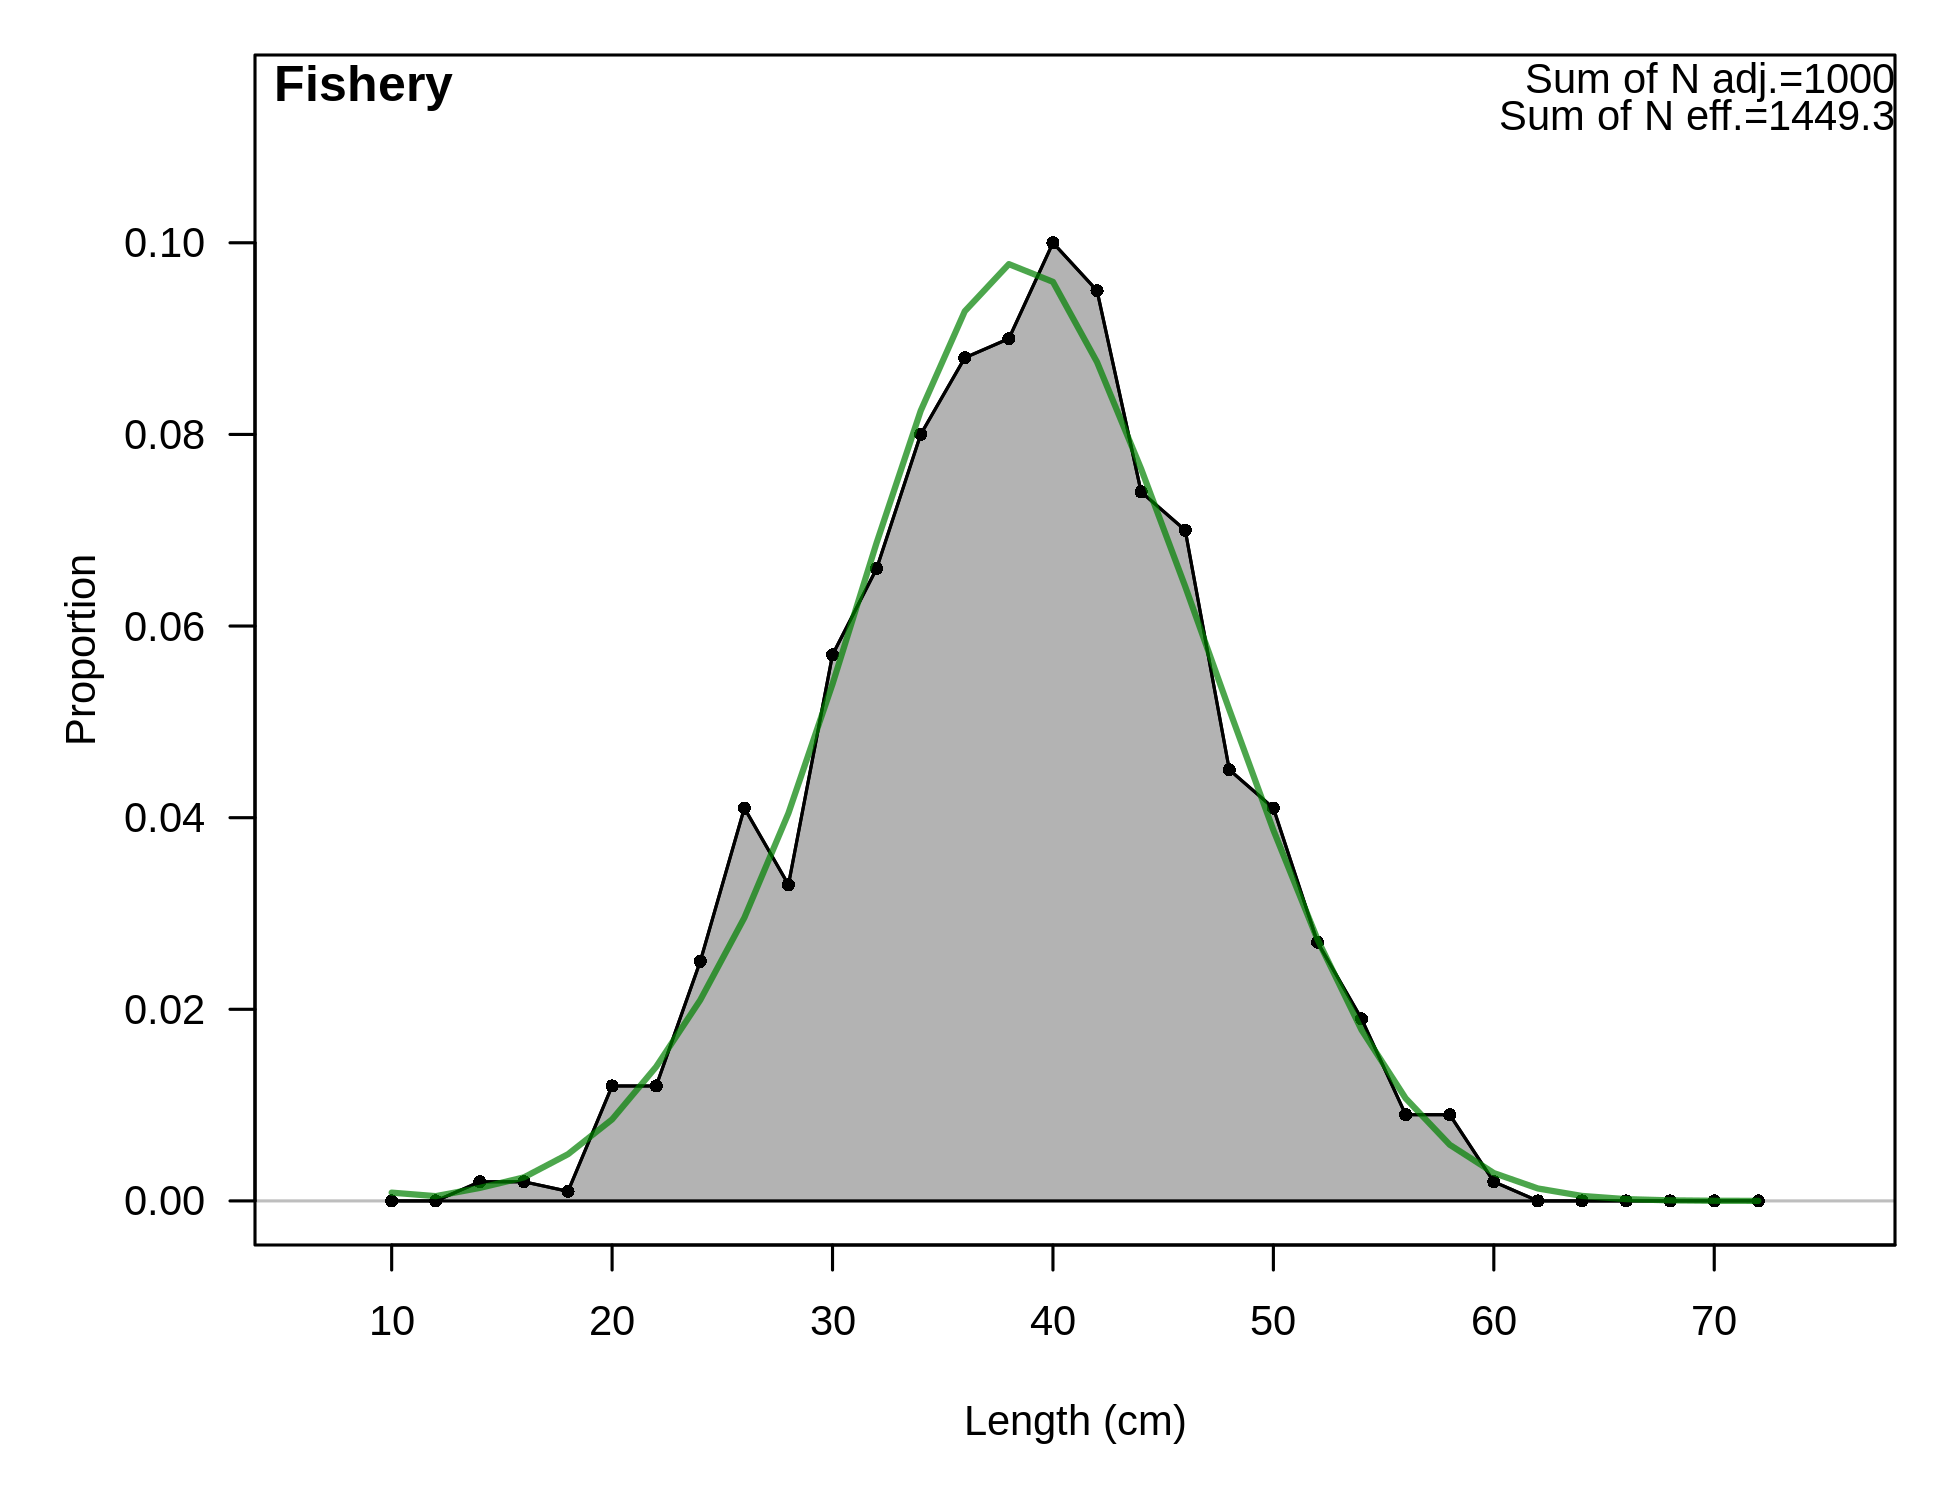 Fishery
Sum of N adj.=1000
Sum of N eff.=1449.3
0.10
0.08
0.06
0.04
0.02
0.00
Proportion
10 20 30 40 50 60 70
Length (cm)